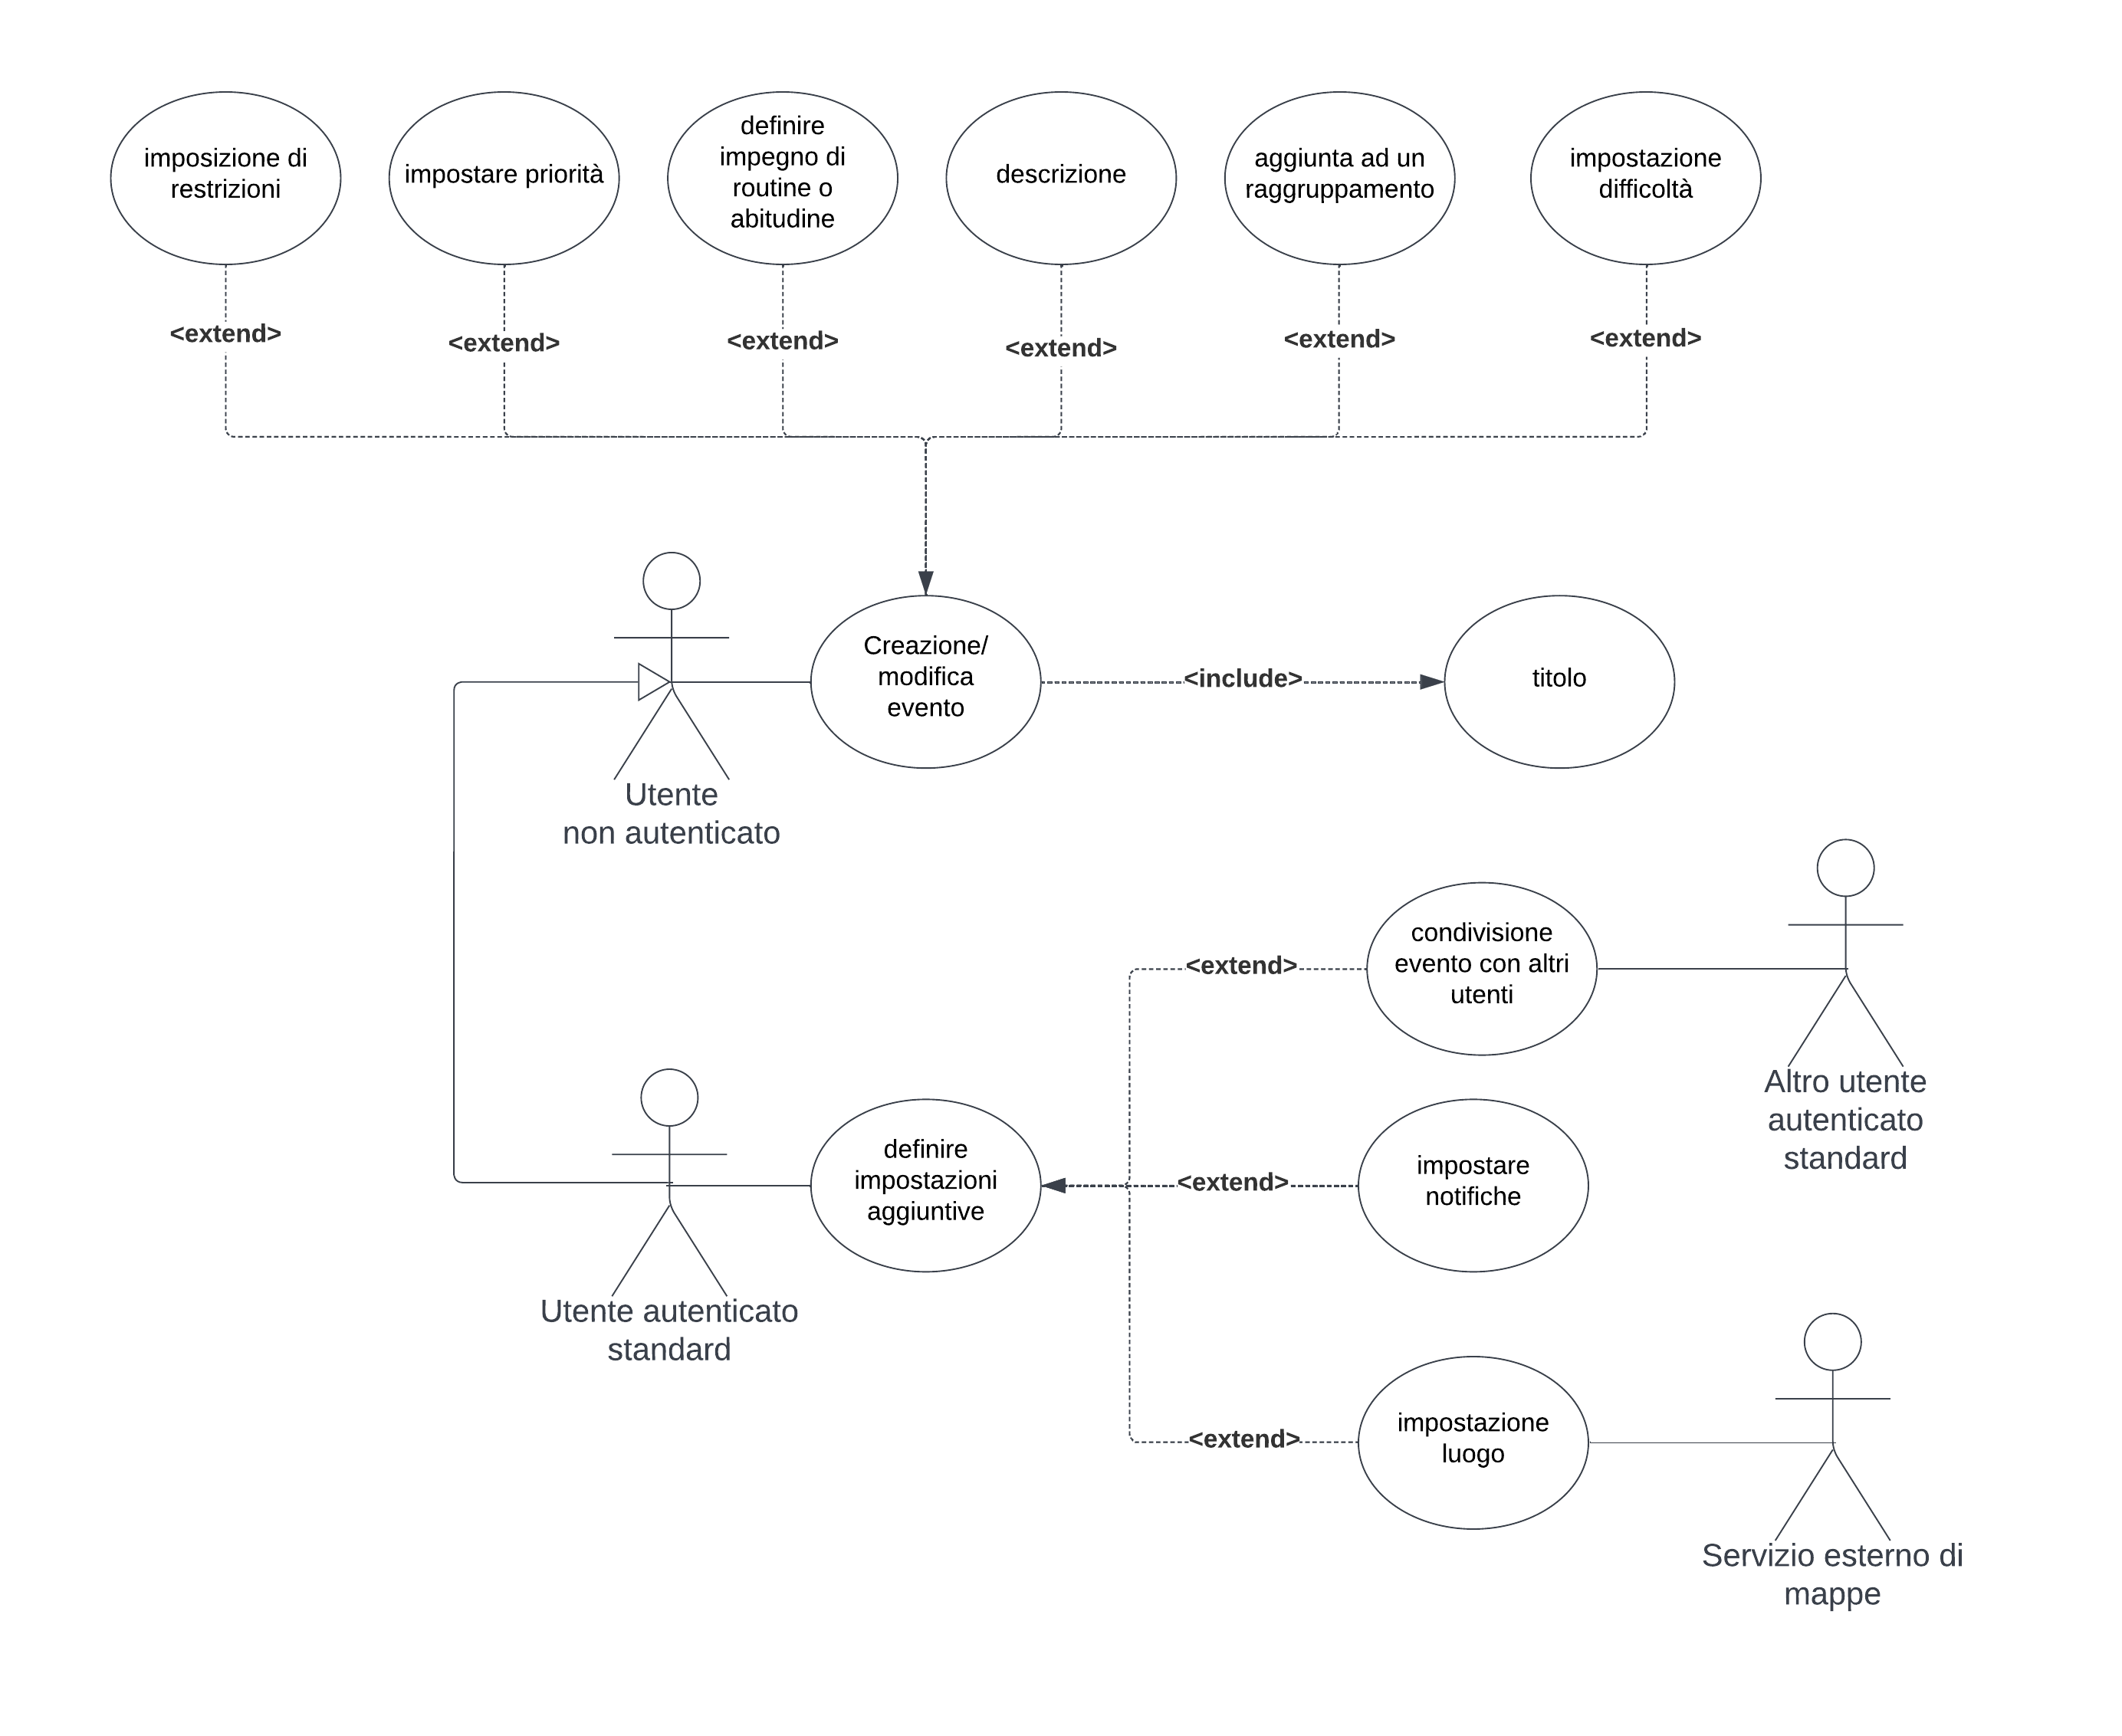 imposizione di
restrizioni
impostare priorità
definire
impegno di
routine o
abitudine
descrizione
aggiunta ad un
raggruppamento
impostazione
difficoltà
<extend>
<extend>
<extend>
<extend>
<extend>
<extend>
Utente
non autenticato
Creazione/
modifica
evento
<include>
titolo
<extend>
condivisione
evento con altri
utenti
Altro utente
autenticato
standard
Utente autenticato
standard
definire
impostazioni
aggiuntive
<extend>
impostare
notifiche
<extend>
impostazione
luogo
Servizio esterno di
mappe